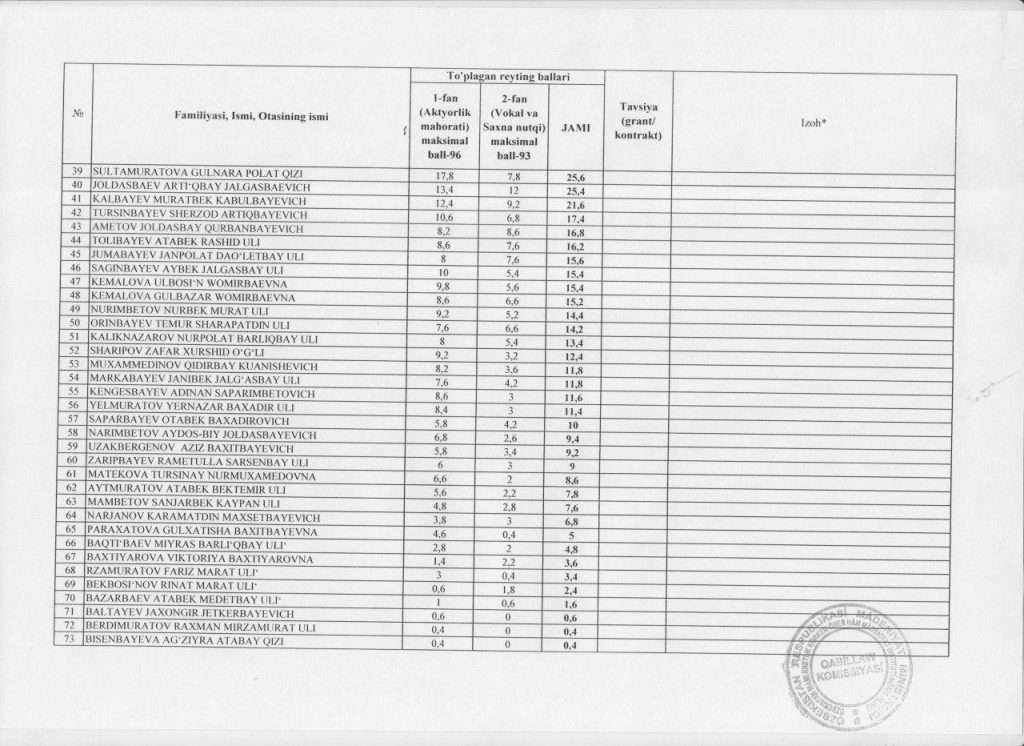 № Familiyasi, Ismi, Otasining ismi To'plagan reyting ballari Tavsiya (grant/ kontrakt) Izoh*
1-fan (Aktyorlik mahorati) maksimal ball-96 2-fan (Vokal va Saxna nutqi) maksimal ball-93 JAMI
39 SULTAMURATOVA GULNARA POLAT QIZI 17,8 7,8 25,6
40 JOLDASBAEV ARTI‘QBAY JALGASBAEVICH 13,4 12 25,4
41 KALBAYEV MURATBEK KABULBAYEVICH 12,4 9,2 21,6
42 TURSINBAYEV SHERZOD ARTIQBAYEVICH 10,6 6,8 17,4
43 AMETOV JOLDASBAY QURBANBAYEVICH 8,2 8,6 16,8
44 TOLIBAYEV ATABEK RASHID ULI 8,6 7,6 16,2
45 JUMABAYEV JANPOLAT DAO‘LETBAY ULI 8 7,6 15,6
46 SAGINBAYEV AYBEK JALGASBAY ULI 10 5,4 15,4
47 KEMALOVA ULBOSI‘N WOMIRBAEVNA 9,8 5,6 15,4
48 KEMALOVA GULBAZAR WOMIRBAEVNA 8,6 6,6 15,2
49 NURIMBETOV NURBEK MURAT ULI 9,2 5,2 14,4
50 ORINBAYEV TEMUR SHARAPATDIN ULI 7,6 6,6 14,2
51 KALIKNAZAROV NURPOLAT BARLIQBAY ULI 8 5,4 13,4
52 SHARIPOV ZAFAR XURSHID O‘G‘LI 9,2 3,2 12,4
53 MUXAMMEDINOV QIDIRBAY KUANISHEVICH 8,2 3,6 11,8
54 MARKABAYEV JANIBEK JALG‘ASBAY ULI 7,6 4,2 11,8
55 KENGESBAYEV ADINAN SAPARIMBETOVICH 8,6 3 11,6
56 YELMURATOV YERNAZAR BAXADIR ULI 8,4 3 11,4
57 SAPARBAYEV OTABEK BAXADIROVICH 5,8 4,2 10
58 NARIMBETOV AYDOS-BIY JOLDASBAYEVICH 6,8 2,6 9,4
59 UZAKBERGENOV AZIZ BAXITBAYEVICH 5,8 3,4 9,2
60 ZARIPBAYEV RAMETULLA SARSENBAY ULI 6 3 9
61 MATEKOVA TURSINAY NURMUXAMEDOVNA 6,6 2 8,6
62 AYTMURATOV ATABEK BEKTEMIR ULI 5,6 2,2 7,8
63 MAMBETOV SANJARBEK KAYPAN ULI 4,8 2,8 7,6
64 NARJANOV KARAMATDIN MAXSETBAYEVICH 3,8 3 6,8
65 PARAXATOVA GULXATISHA BAXITBAYEVNA 4,6 0,4 5
66 BAQTI‘BAEV MIYRAS BARLI‘QBAY ULI‘ 2,8 2 4,8
67 BAXTIYAROVA VIKTORIYA BAXTIYAROVNA 1,4 2,2 3,6
68 RZAMURATOV FARIZ MARAT ULI‘ 3 0,4 3,4
69 BEKBOSI‘NOV RINAT MARAT ULI‘ 0,6 1,8 2,4
70 BAZARBAEV ATABEK MEDETBAY ULI‘ 1 0,6 1,6
71 BALTAYEV JAXONGIR JETKERBAYEVICH 0,6 0 0,6
72 BERDIMURATOV RAXMAN MIRZAMURAT ULI 0,4 0 0,4
73 BISENBAYEVA AG‘ZIYRA ATABAY QIZI 0,4 0 0,4
QABILLAW
KOMISSIYASI